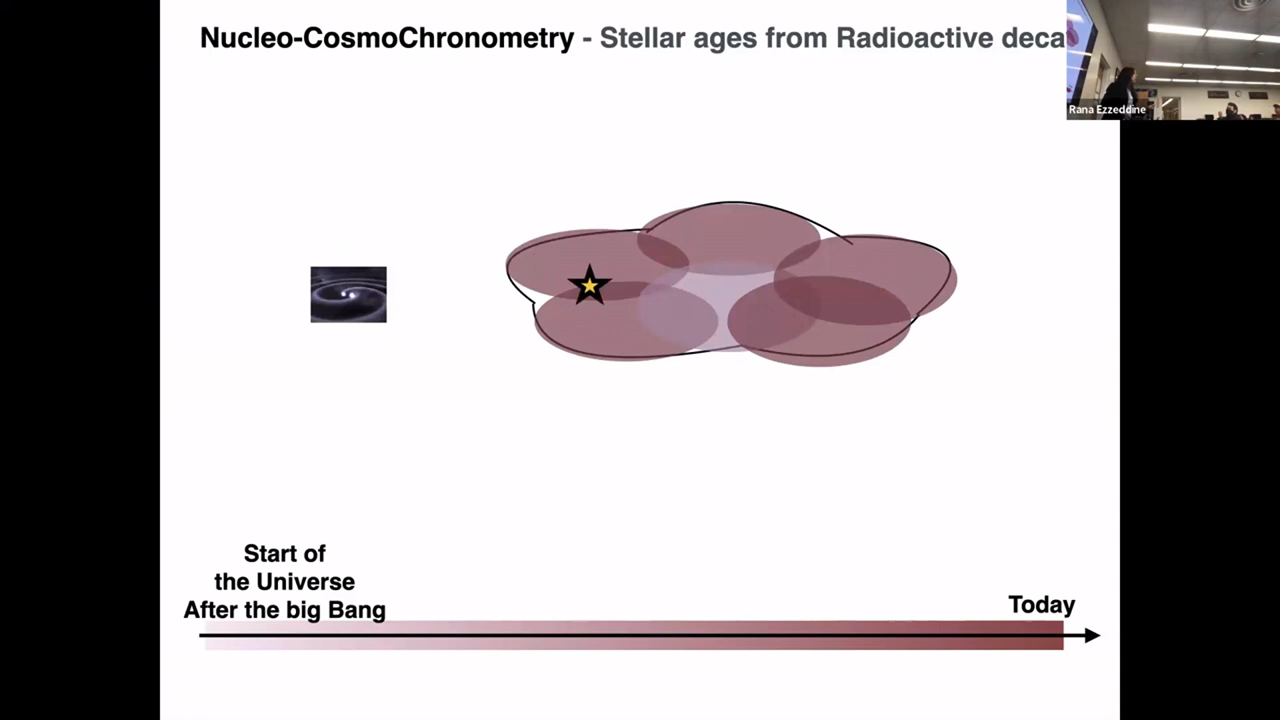 Nucleo-CosmoChronometry - Stellar ages from Radioactive deca
Rana Ezzeddine
Start of
the Universe
After the big Bang
Today